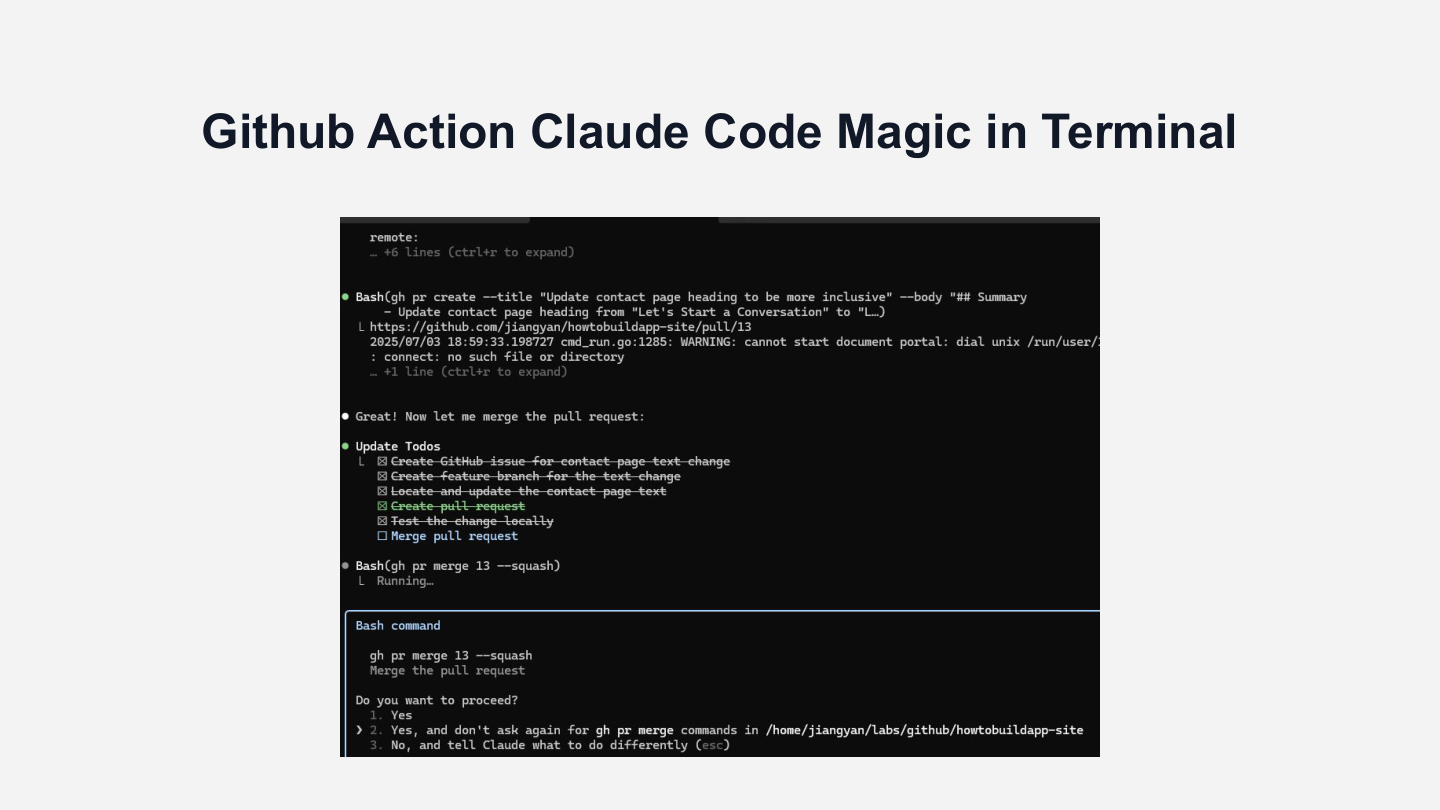 Github Action Claude Code Magic in Terminal
remote:
… +6 lines (ctrl+r to expand)
● Bash(gh pr create --title "Update contact page heading to be more inclusive" --body "## Summary
- Update contact page heading from "Let's Start a Conversation" to "L…)
└ https://github.com/jiangyan/howtobuildapp-site/pull/13
2025/07/03 18:59:33.198727 cmd_run.go:1285: WARNING: cannot start document portal: dial unix /run/user/
: connect: no such file or directory
… +1 line (ctrl+r to expand)
● Great! Now let me merge the pull request:
● Update Todos
└ ☒ Create GitHub issue for contact page text change
☒ Create feature branch for the text change
☒ Locate and update the contact page text
☒ Create pull request
☒ Test the change locally
☐ Merge pull request
● Bash(gh pr merge 13 --squash)
└ Running…
Bash command
gh pr merge 13 --squash
Merge the pull request
Do you want to proceed?
1. Yes
❯ 2. Yes, and don't ask again for gh pr merge commands in /home/jiangyan/labs/github/howtobuildapp-site
3. No, and tell Claude what to do differently (esc)